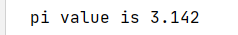 pi value is 3.142